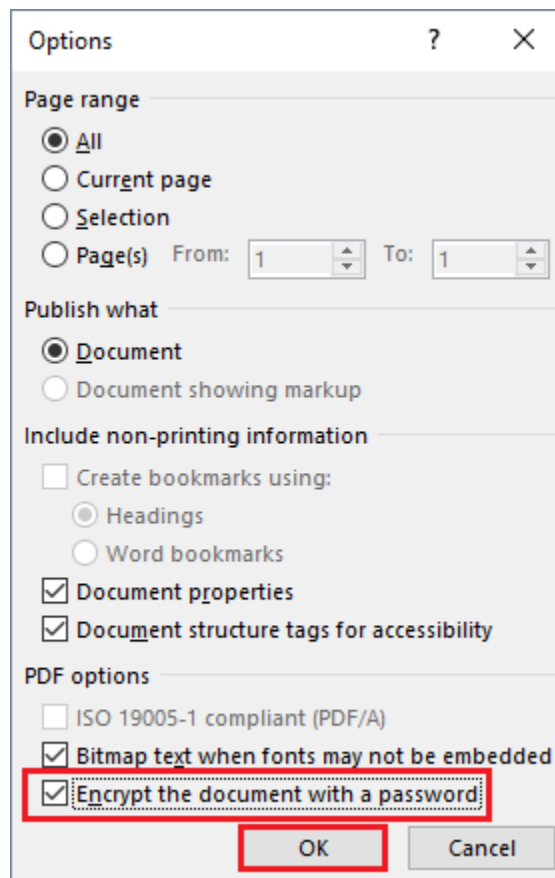 Options ?
Page range
All
Current page
Selection
Page(s) From: 1 To: 1
Publish what
Document
Document showing markup
Include non-printing information
Create bookmarks using:
Headings
Word bookmarks
Document properties
Document structure tags for accessibility
PDF options
ISO 19005-1 compliant (PDF/A)
Bitmap text when fonts may not be embedded
Encrypt the document with a password
OK Cancel